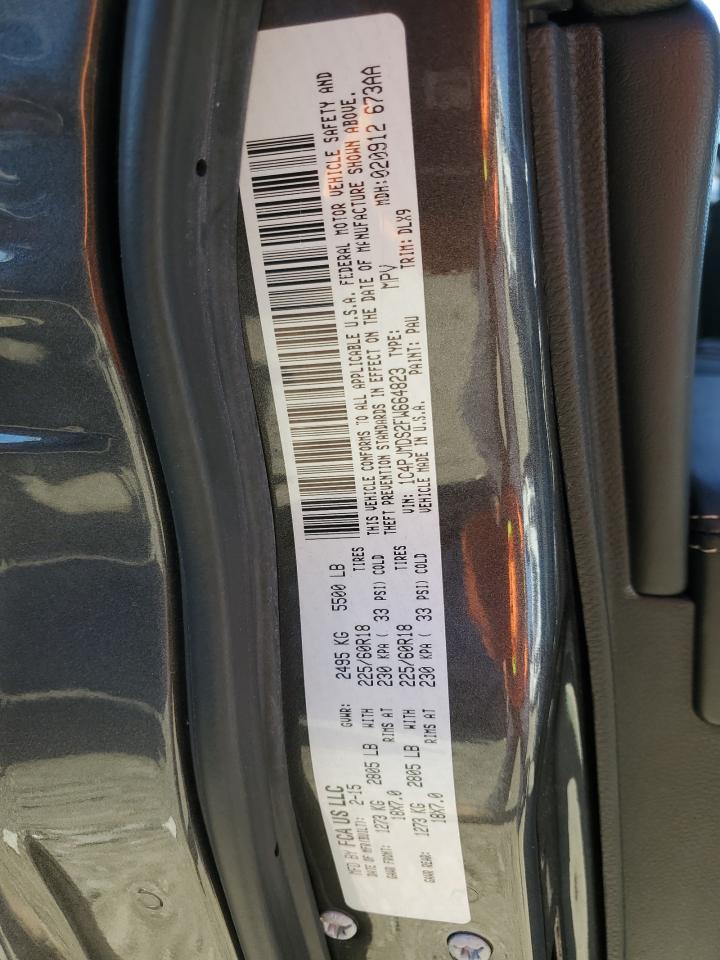 MFD BY FCA US LLC
DATE OF MFR(BUILT): 2-15 GVWR: 2495 KG 5500 LB
GAWR FRONT: 1273 KG 2805 LB WITH 225/60R18 TIRES
18X7.0 RIMS AT 230 KPA ( 33 PSI) COLD
GAWR REAR: 1273 KG 2805 LB WITH 225/60R18 TIRES
18X7.0 RIMS AT 230 KPA ( 33 PSI) COLD
THIS VEHICLE CONFORMS TO ALL APPLICABLE U.S.A. FEDERAL MOTOR VEHICLE SAFETY AND
THEFT PREVENTION STANDARDS IN EFFECT ON THE DATE OF MANUFACTURE SHOWN ABOVE.
VIN: 1C4PJMDS2FW664823 TYPE: MPV MDH:020912 673AA
VEHICLE MADE IN U.S.A. PAINT: PAU TRIM: DLX9